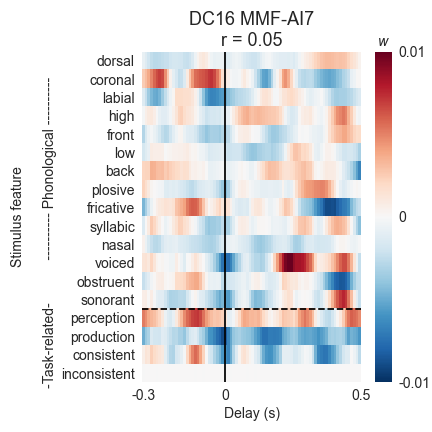 DC16 MMF-AI7
r = 0.05
w
dorsal
coronal
labial
high
front
low
back
plosive
fricative
syllabic
nasal
voiced
obstruent
sonorant
perception
production
consistent
inconsistent
Stimulus feature
-Task-related- ---------- Phonological ----------
0.01
0
-0.01
-0.3
0
0.5
Delay (s)